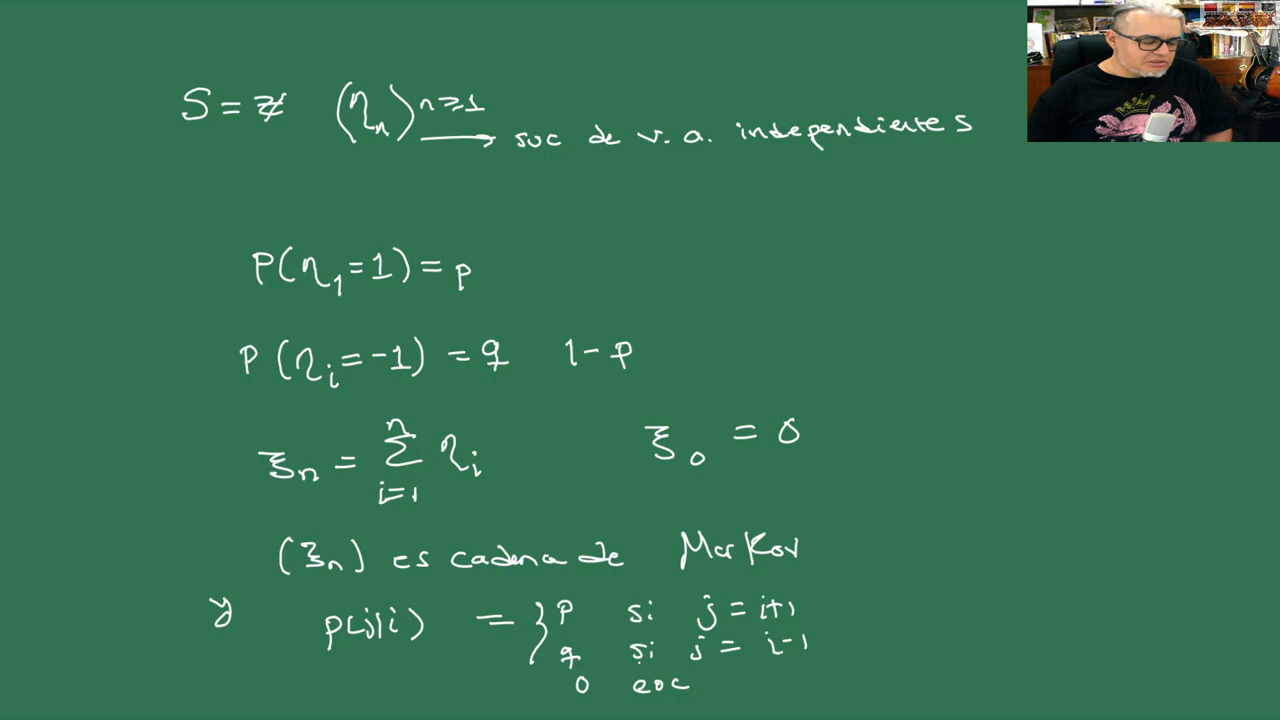 S = ℤ (η_n)_{n≥1} → suc de v. a. independientes
P(η_1 = 1) = p
P(η_i = -1) = q 1 - p
ξ_n = \sum_{i=1}^{n} η_i ξ_0 = 0
(ξ_n) es cadena de Markov
y p(j|i) = { p si j = i+1
q si j = i-1
0 eoc